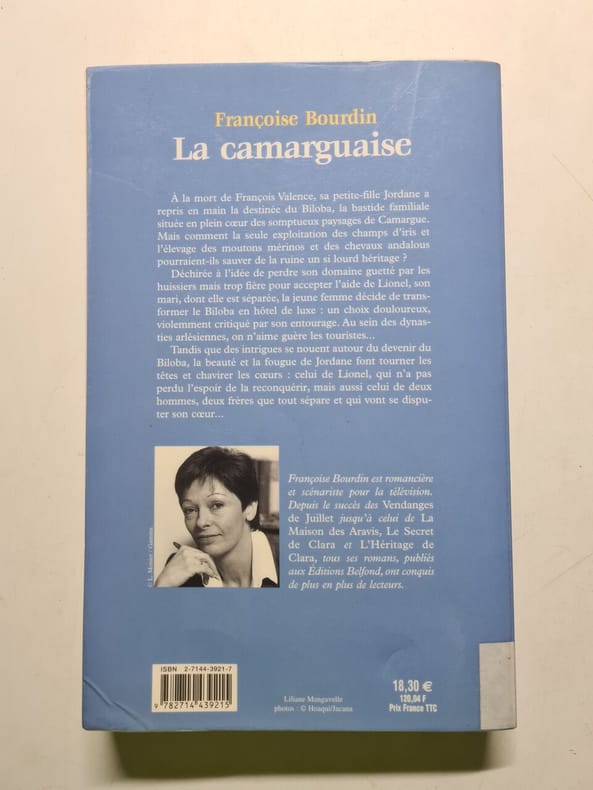 Françoise Bourdin
La camarguaise
À la mort de François Valence, sa petite-fille Jordane a
repris en main la destinée du Biloba, la bastide familiale
située en plein cœur des somptueux paysages de Camargue.
Mais comment la seule exploitation des champs d'iris et
l'élevage des moutons mérinos et des chevaux andalous
pourraient-ils sauver de la ruine un si lourd héritage ?
Déchirée à l'idée de perdre son domaine guetté par les
huissiers mais trop fière pour accepter l'aide de Lionel, son
mari, dont elle est séparée, la jeune femme décide de trans-
former le Biloba en hôtel de luxe : un choix douloureux,
violemment critiqué par son entourage. Au sein des dynas-
ties arlésiennes, on n'aime guère les touristes...
Tandis que des intrigues se nouent autour du devenir du
Biloba, la beauté et la fougue de Jordane font tourner les
têtes et chavirer les cœurs : celui de Lionel, qui n'a pas
perdu l'espoir de la reconquérir, mais aussi celui de deux
hommes, deux frères que tout sépare et qui vont se dispu-
ter son cœur...
Françoise Bourdin est romancière
et scénariste pour la télévision.
Depuis le succès des Vendanges
de Juillet jusqu'à celui de La
Maison des Aravis, Le Secret
de Clara et L'Héritage de
Clara, tous ses romans, publiés
aux Éditions Belfond, ont conquis
de plus en plus de lecteurs.
© L. Monier / Gamma
ISBN 2-7144-3921-7
9782714439215
Liliane Mangavelle
photos : © Hoaqui/Jacana
18,30 €
120,04 F
Prix France TTC